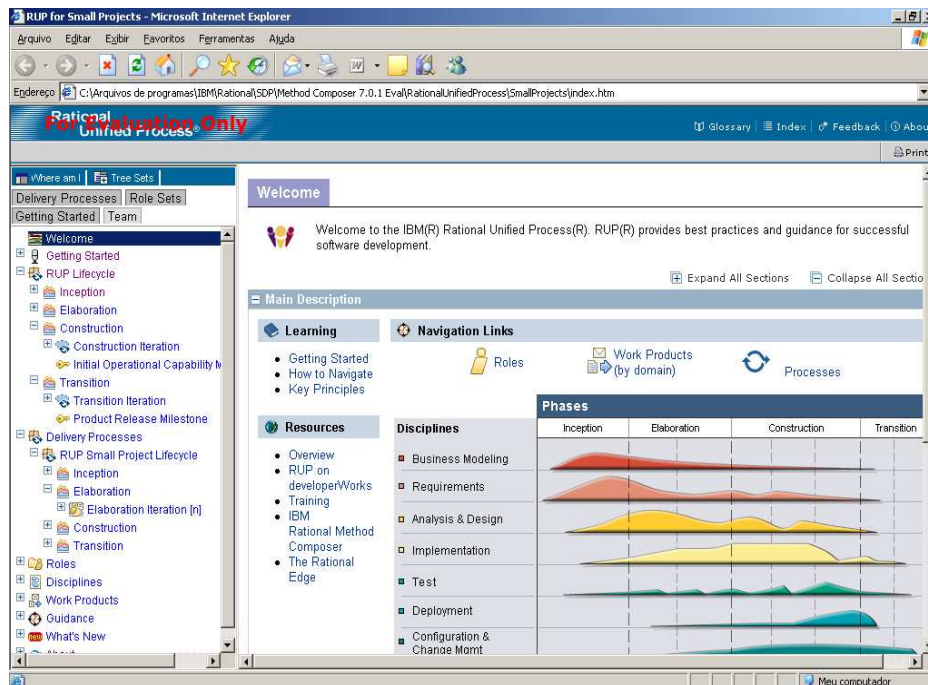 RUP for Small Projects - Microsoft Internet Explorer
Arquivo Editar Exibir Favoritos Ferramentas Ajuda
Endereço C:\Arquivos de programas\IBM\Rational\SDP\Method Composer 7.0.1 Eval\RationalUnifiedProcess\SmallProjects\index.htm
Rational
Unified Process®
For Evaluation Only
Glossary | Index | Feedback | Abou
Print
Where am I Tree Sets
Delivery Processes Role Sets
Getting Started Team
Welcome
Getting Started
RUP Lifecycle
Inception
Elaboration
Construction
Construction Iteration
Initial Operational Capability M
Transition
Transition Iteration
Product Release Milestone
Delivery Processes
RUP Small Project Lifecycle
Inception
Elaboration
Elaboration Iteration [n]
Construction
Transition
Roles
Disciplines
Work Products
Guidance
new What's New
Welcome
Welcome to the IBM(R) Rational Unified Process(R). RUP(R) provides best practices and guidance for successful
software development.
Expand All Sections Collapse All Sectio
Main Description
Learning
Getting Started
How to Navigate
Key Principles
Resources
Overview
RUP on
developerWorks
Training
IBM
Rational Method
Composer
The Rational
Edge
Navigation Links
Roles
Work Products
(by domain)
Processes
Phases
Disciplines Inception Elaboration Construction Transition
Business Modeling
Requirements
Analysis & Design
Implementation
Test
Deployment
Configuration &
Change Mgmt
Meu computador